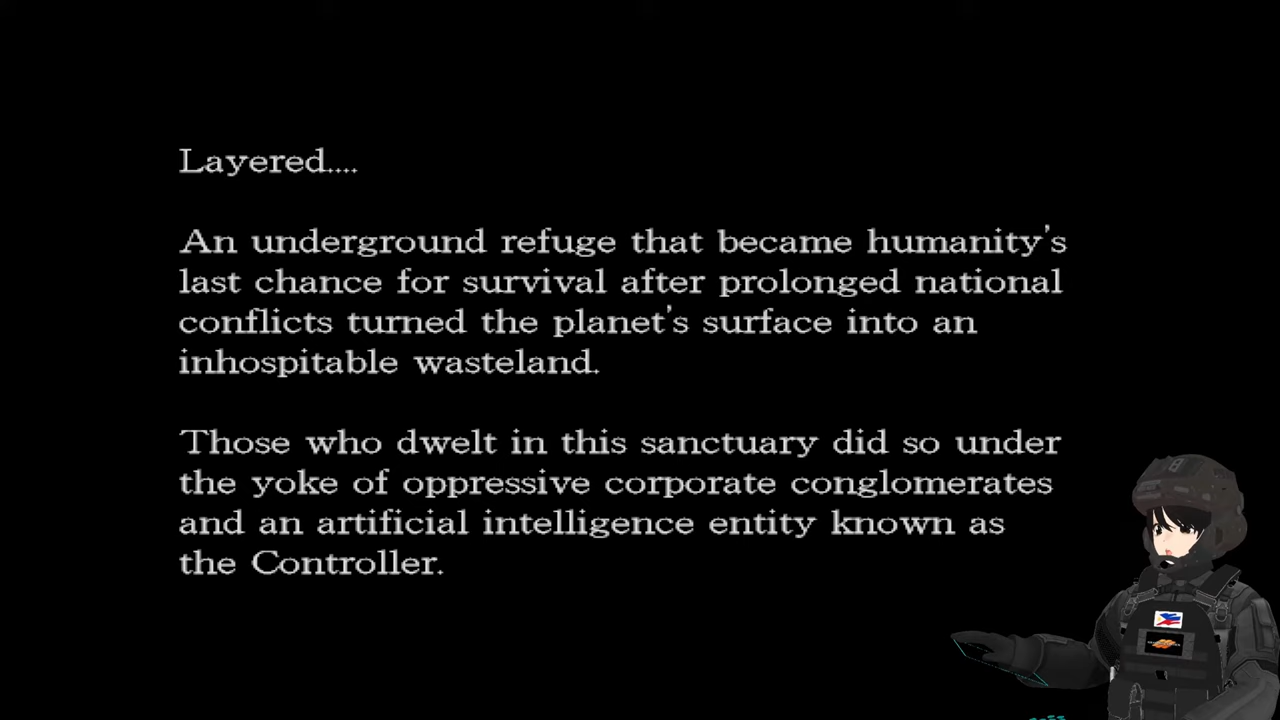 Layered....
An underground refuge that became humanity's
last chance for survival after prolonged national
conflicts turned the planet's surface into an
inhospitable wasteland.
Those who dwelt in this sanctuary did so under
the yoke of oppressive corporate conglomerates
and an artificial intelligence entity known as
the Controller.